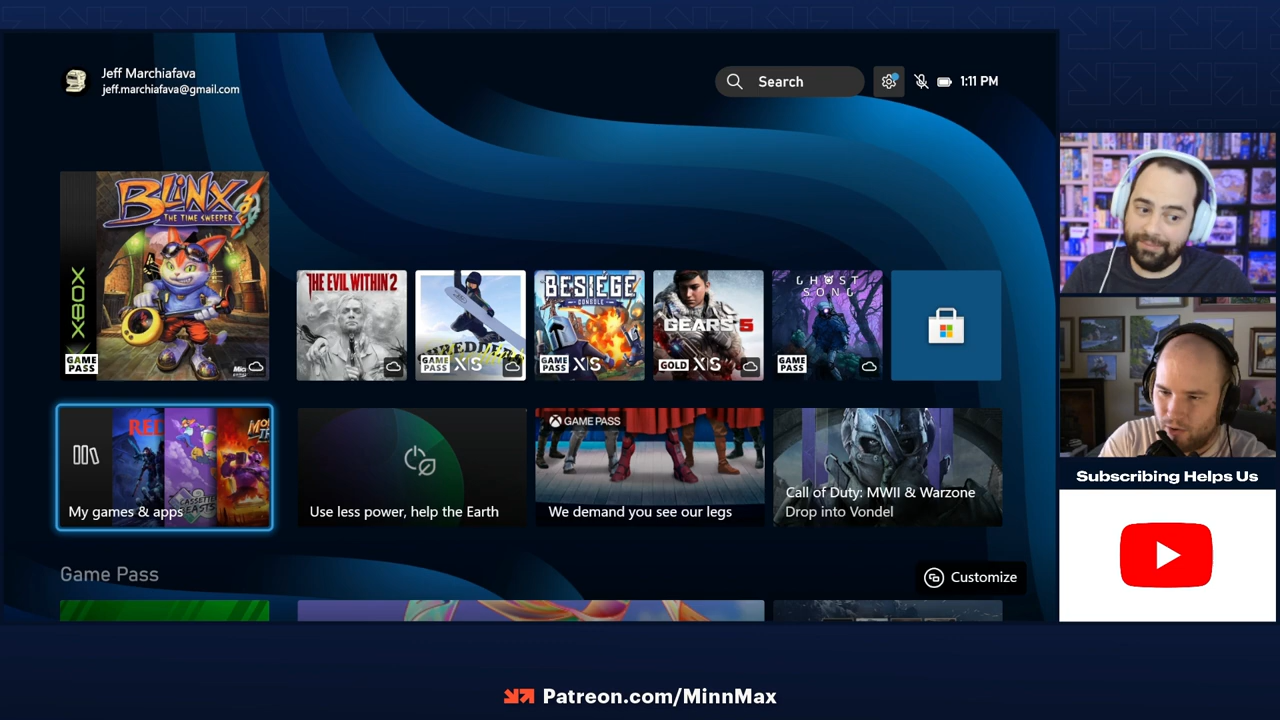 Jeff Marchiafava
jeff.marchiafava@gmail.com
Search
1:11 PM
BLiNX
THE TIME SWEEPER
XBOX
GAME
PASS
THE EVIL WITHIN 2
SHREDDERS
GAME
PASS
X|S
BESIEGE
CONSOLE
GAME
PASS
X|S
GEARS 5
GOLD
X|S
GHOST
SONG
GAME
PASS
My games & apps
Use less power, help the Earth
GAME PASS
We demand you see our legs
Call of Duty: MWII & Warzone
Drop into Vondel
Game Pass
Customize
Subscribing Helps Us
Patreon.com/MinnMax